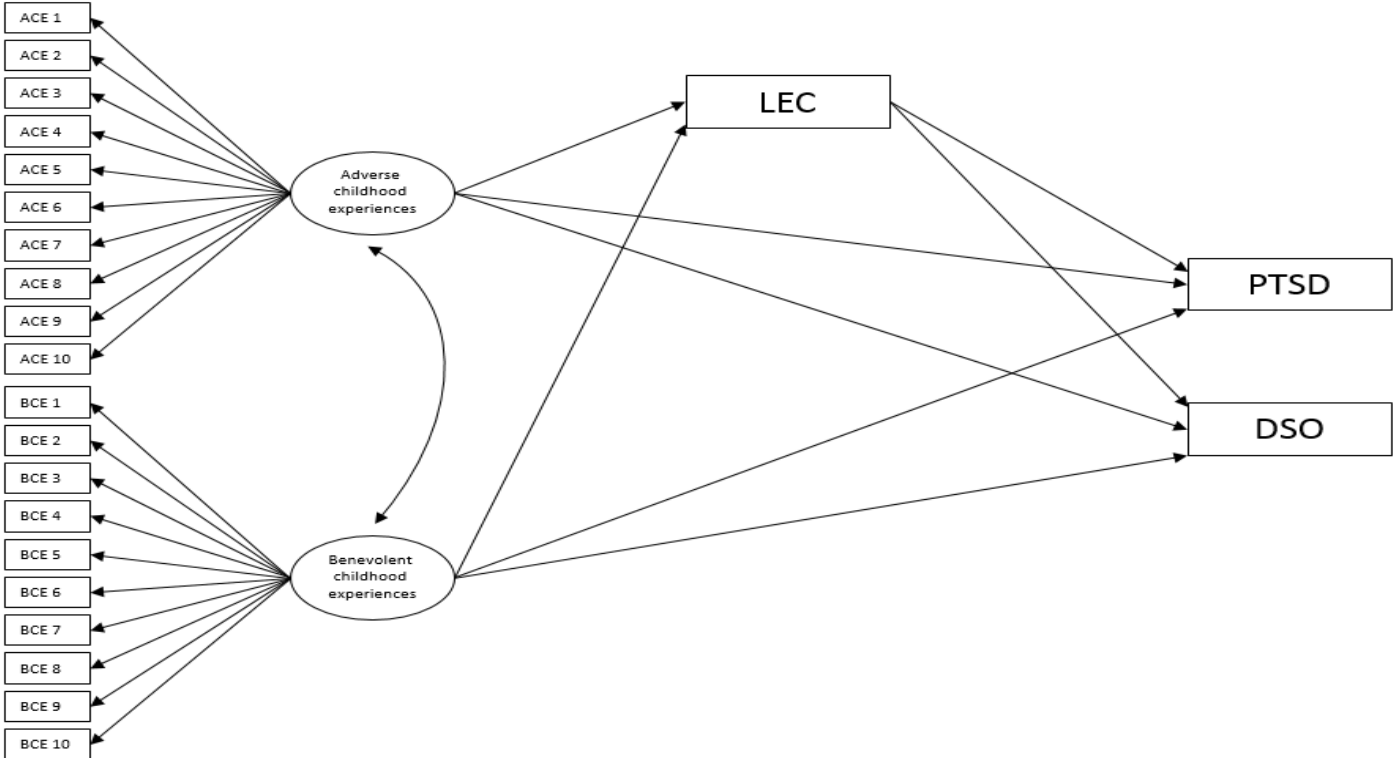 ACE 1
ACE 2
ACE 3
ACE 4
ACE 5
ACE 6
ACE 7
ACE 8
ACE 9
ACE 10
BCE 1
BCE 2
BCE 3
BCE 4
BCE 5
BCE 6
BCE 7
BCE 8
BCE 9
BCE 10
Adverse
childhood
experiences
Benevolent
childhood
experiences
LEC
PTSD
DSO